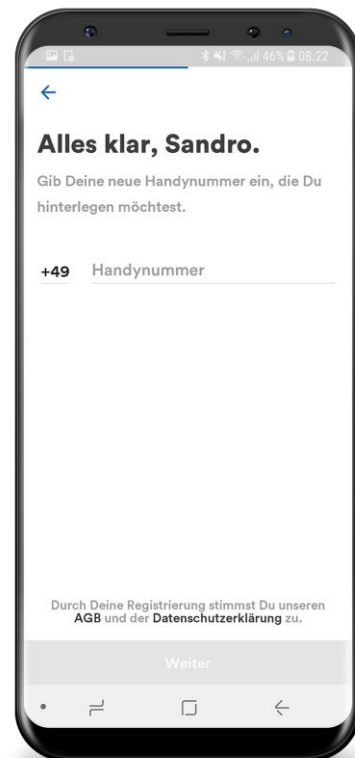 46% 08:22
Alles klar, Sandro.
Gib Deine neue Handynummer ein, die Du
hinterlegen möchtest.
+49 Handynummer
Durch Deine Registrierung stimmst Du unseren
AGB und der Datenschutzerklärung zu.
Weiter